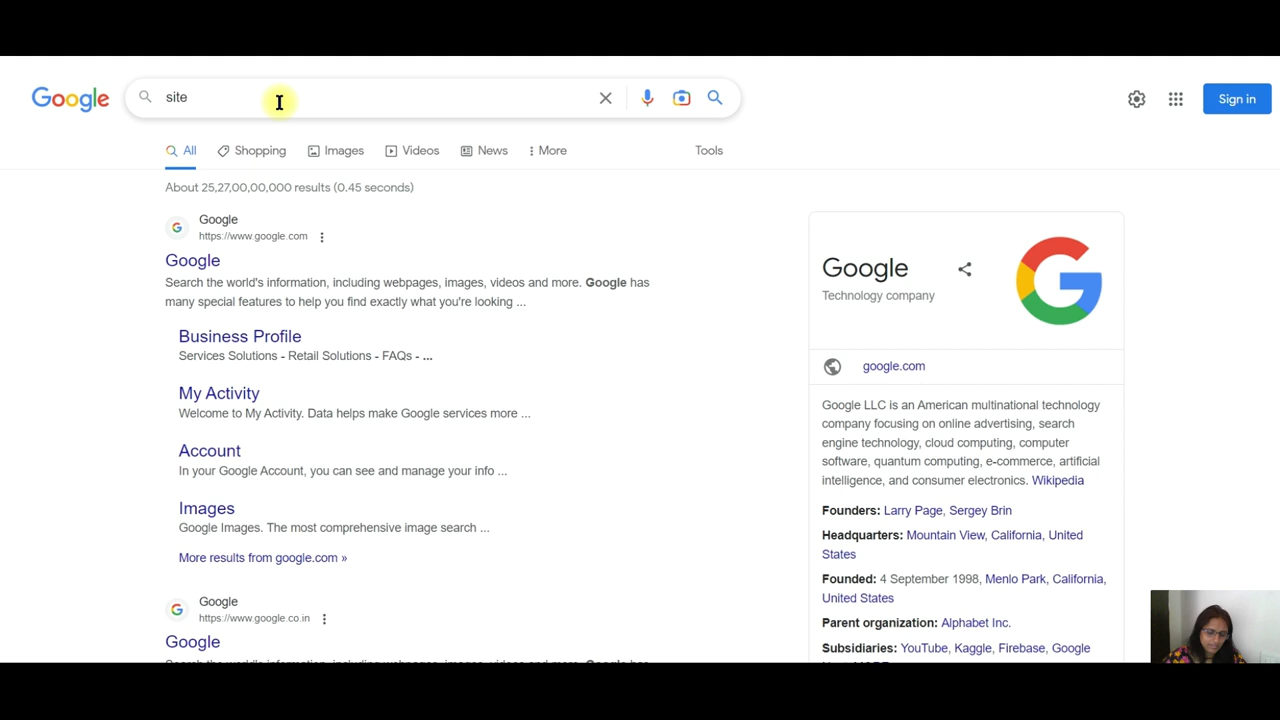 Google
site
Sign in
All
Shopping
Images
Videos
News
More
Tools
About 25,27,00,00,000 results (0.45 seconds)
Google
https://www.google.com
Google
Search the world's information, including webpages, images, videos and more. Google has
many special features to help you find exactly what you're looking ...
Business Profile
Services Solutions - Retail Solutions - FAQs - ...
My Activity
Welcome to My Activity. Data helps make Google services more ...
Account
In your Google Account, you can see and manage your info ...
Images
Google Images. The most comprehensive image search ...
More results from google.com »
Google
https://www.google.co.in
Google
Google
Technology company
google.com
Google LLC is an American multinational technology
company focusing on online advertising, search
engine technology, cloud computing, computer
software, quantum computing, e-commerce, artificial
intelligence, and consumer electronics. Wikipedia
Founders: Larry Page, Sergey Brin
Headquarters: Mountain View, California, United
States
Founded: 4 September 1998, Menlo Park, California,
United States
Parent organization: Alphabet Inc.
Subsidiaries: YouTube, Kaggle, Firebase, Google